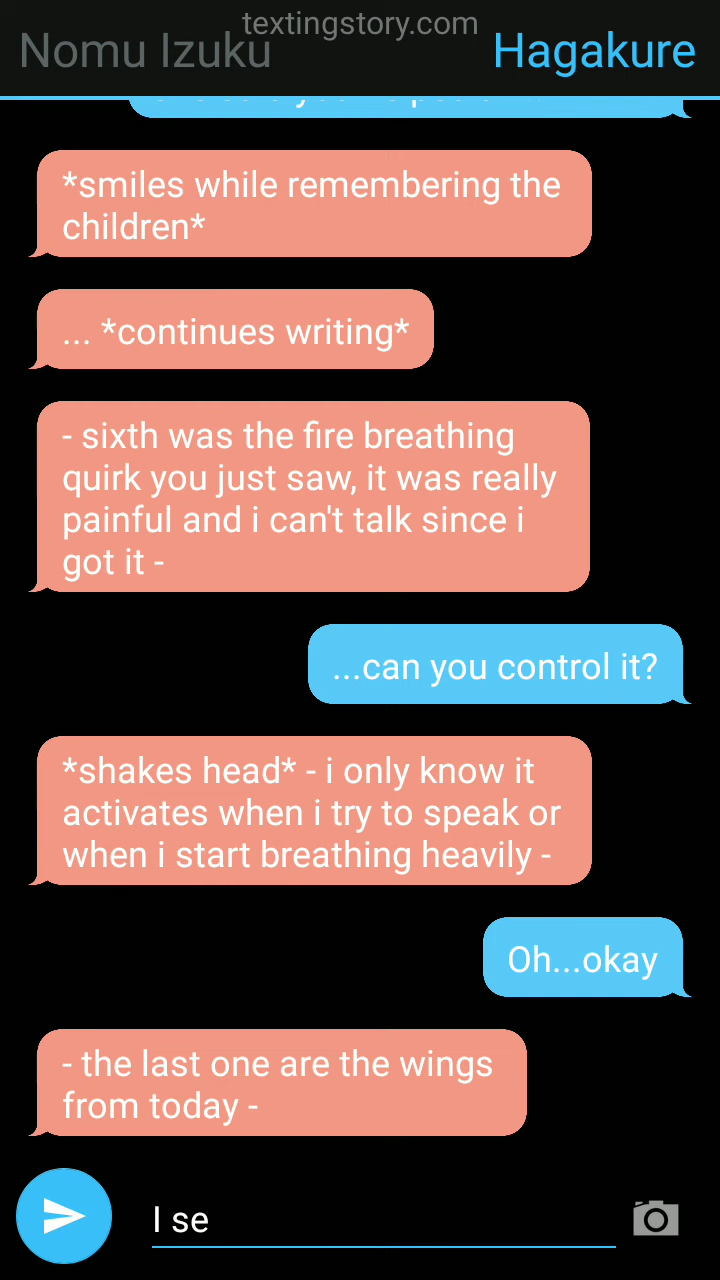 textingstory.com
Nomu Izuku
Hagakure
*smiles while remembering the
children*
... *continues writing*
- sixth was the fire breathing
quirk you just saw, it was really
painful and i can't talk since i
got it -
...can you control it?
*shakes head* - i only know it
activates when i try to speak or
when i start breathing heavily -
Oh...okay
- the last one are the wings
from today -
I se